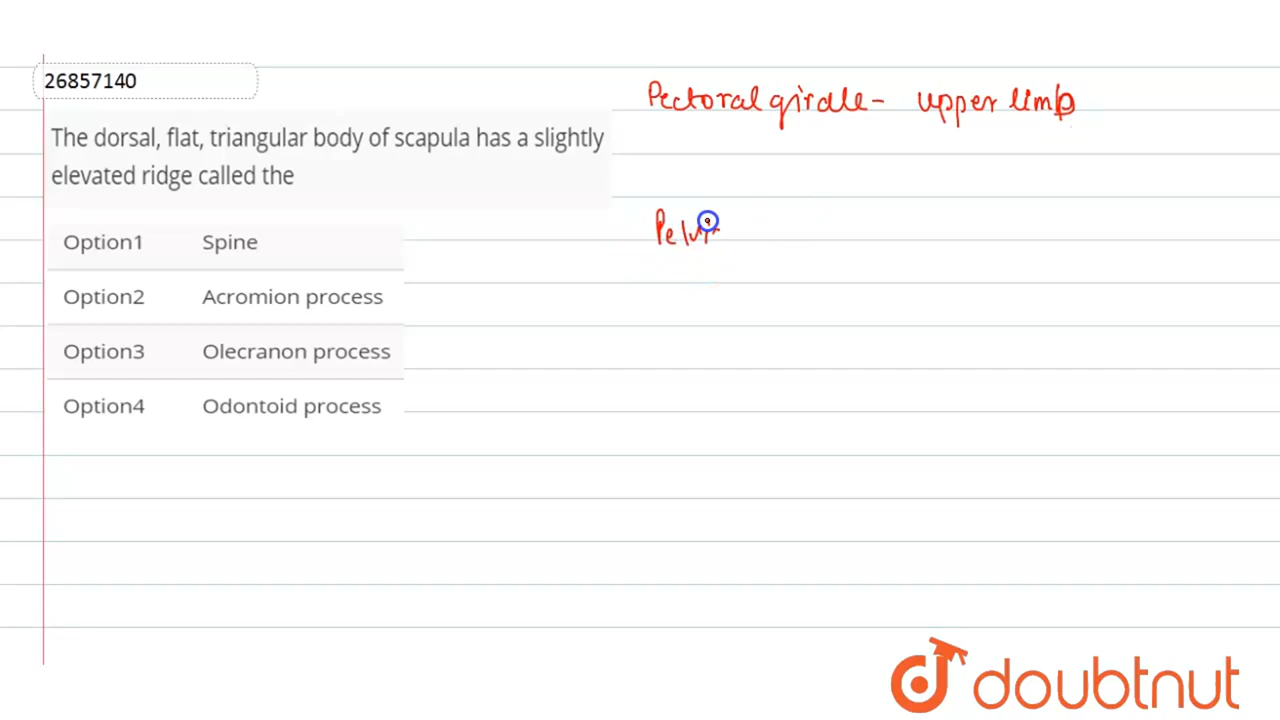 26857140
Pectoral girdle - upper limb
The dorsal, flat, triangular body of scapula has a slightly
elevated ridge called the
Pelvi
Option1 Spine
Option2 Acromion process
Option3 Olecranon process
Option4 Odontoid process
doubtnut